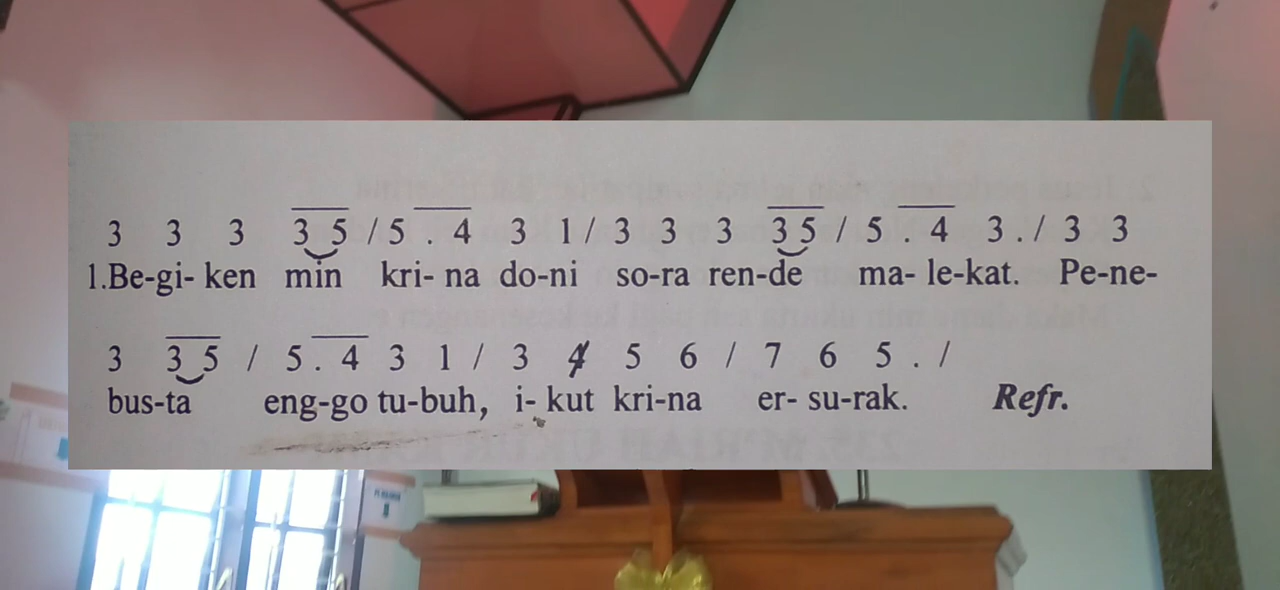 3 3 3 3 5 / 5 . 4 3 1 / 3 3 3 3 5 / 5 . 4 3 . / 3 3
1.Be-gi- ken min kri- na do-ni so-ra ren-de ma- le-kat. Pe-ne-
3 3 5 / 5 . 4 3 1 / 3 4 5 6 / 7 6 5 . /
bus-ta eng-go tu-buh, i- kut kri-na er- su-rak. Refr.